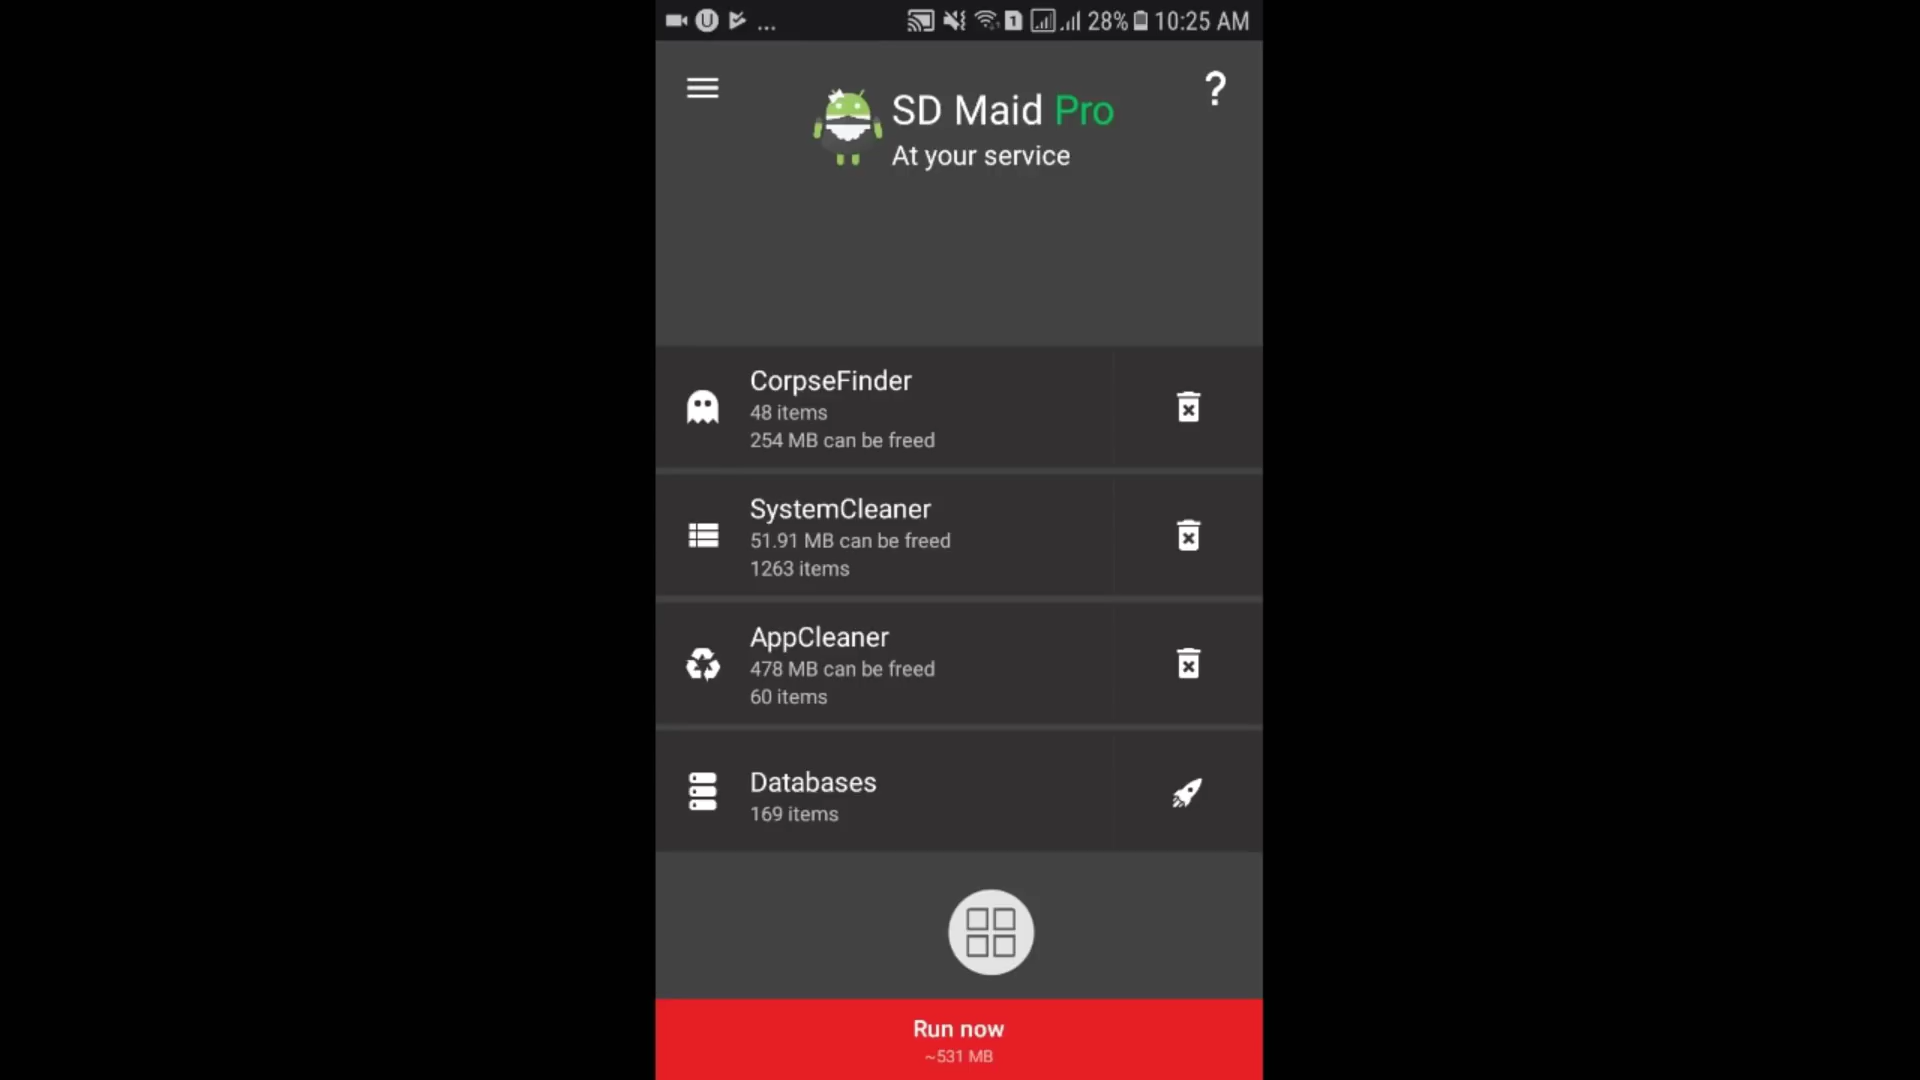 28% 10:25 AM
SD Maid Pro
At your service
?
CorpseFinder
48 items
254 MB can be freed
SystemCleaner
51.91 MB can be freed
1263 items
AppCleaner
478 MB can be freed
60 items
Databases
169 items
Run now
~531 MB